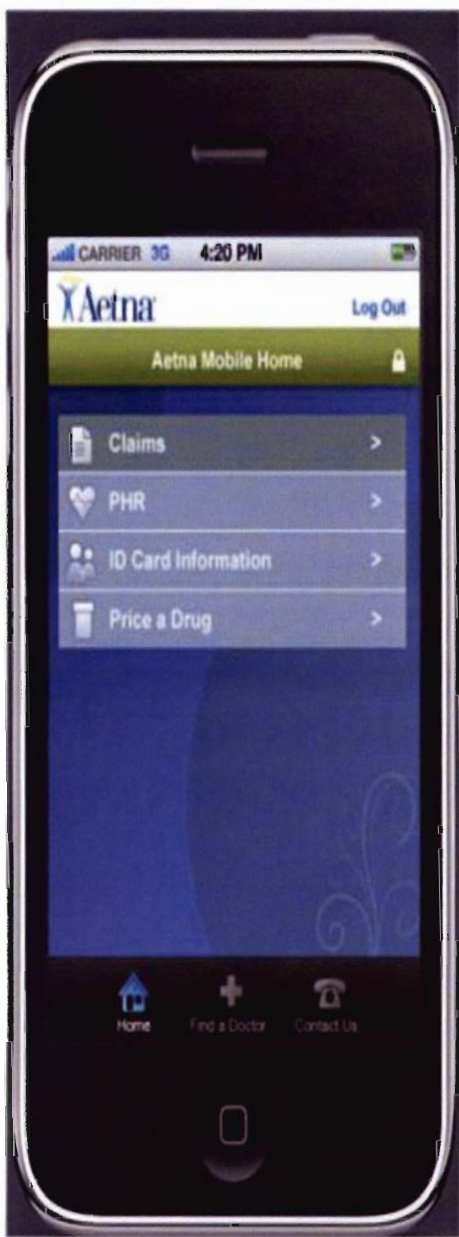 CARRIER 3G 4:20 PM
Aetna Log Out
Aetna Mobile Home
Claims >
PHR >
ID Card Information >
Price a Drug >
Home Find a Doctor Contact Us